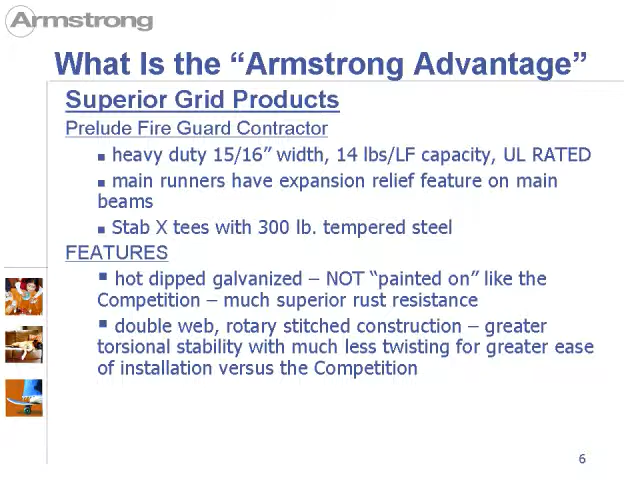 Armstrong
What Is the “Armstrong Advantage”
Superior Grid Products
Prelude Fire Guard Contractor
■ heavy duty 15/16” width, 14 lbs/LF capacity, UL RATED
■ main runners have expansion relief feature on main
beams
■ Stab X tees with 300 lb. tempered steel
FEATURES
▪ hot dipped galvanized – NOT “painted on” like the
Competition – much superior rust resistance
▪ double web, rotary stitched construction – greater
torsional stability with much less twisting for greater ease
of installation versus the Competition
6